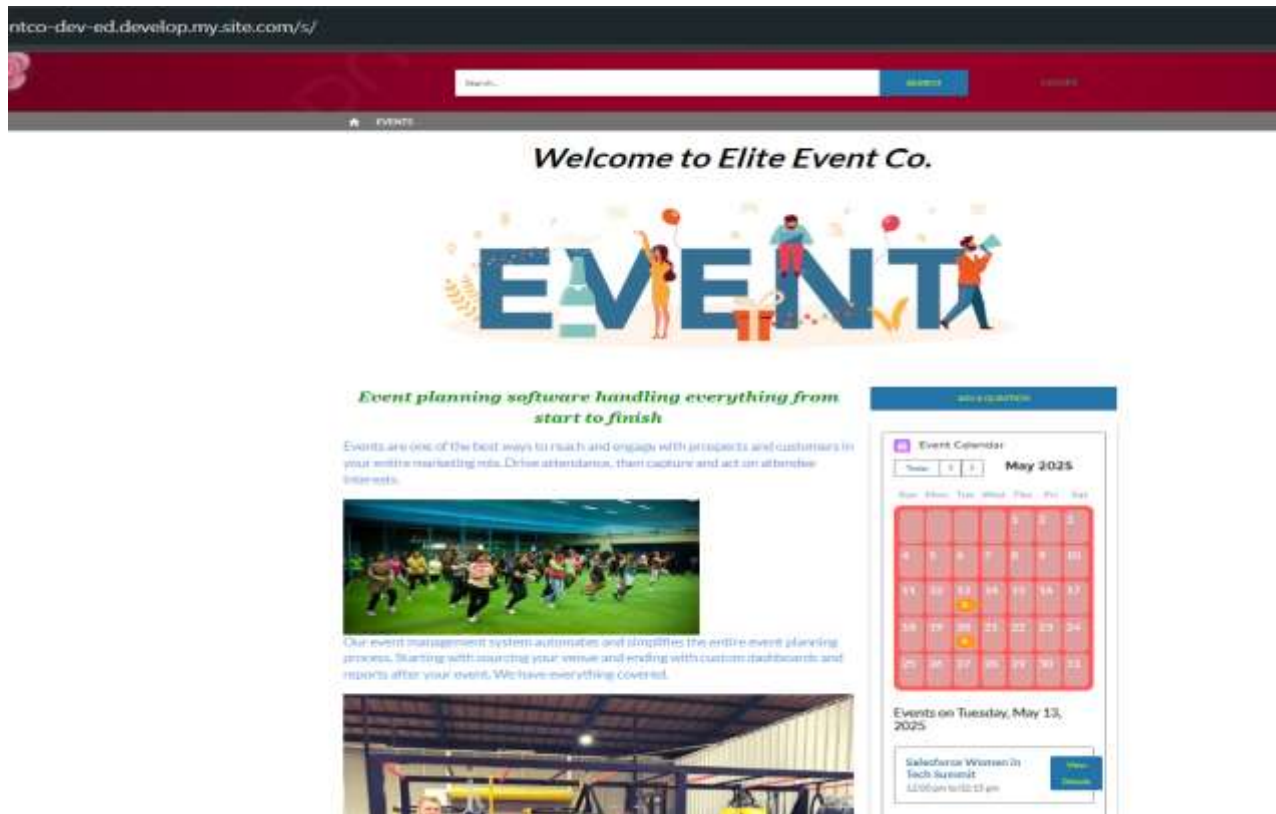 ntco-dev-ed.develop.my.site.com/s/
Search...
SEARCH
EVENTS
Welcome to Elite Event Co.
EVENT
Event planning software handling everything from
start to finish
Events are one of the best ways to reach and engage with prospects and customers in
your entire marketing mix. Drive attendance, then capture and act on attendee
interests.
Our event management system automates and simplifies the entire event planning
process. Starting with sourcing your venue and ending with custom dashboards and
reports after your event. We have everything covered.
ASK A QUESTION
Event Calendar
Today
May 2025
Sun Mon Tue Wed Thu Fri Sat
1 2 3
4 5 6 7 8 9 10
11 12 13 14 15 16 17
18 19 20 21 22 23 24
25 26 27 28 29 30 31
Events on Tuesday, May 13,
2025
Salesforce Women in
Tech Summit
View
Details